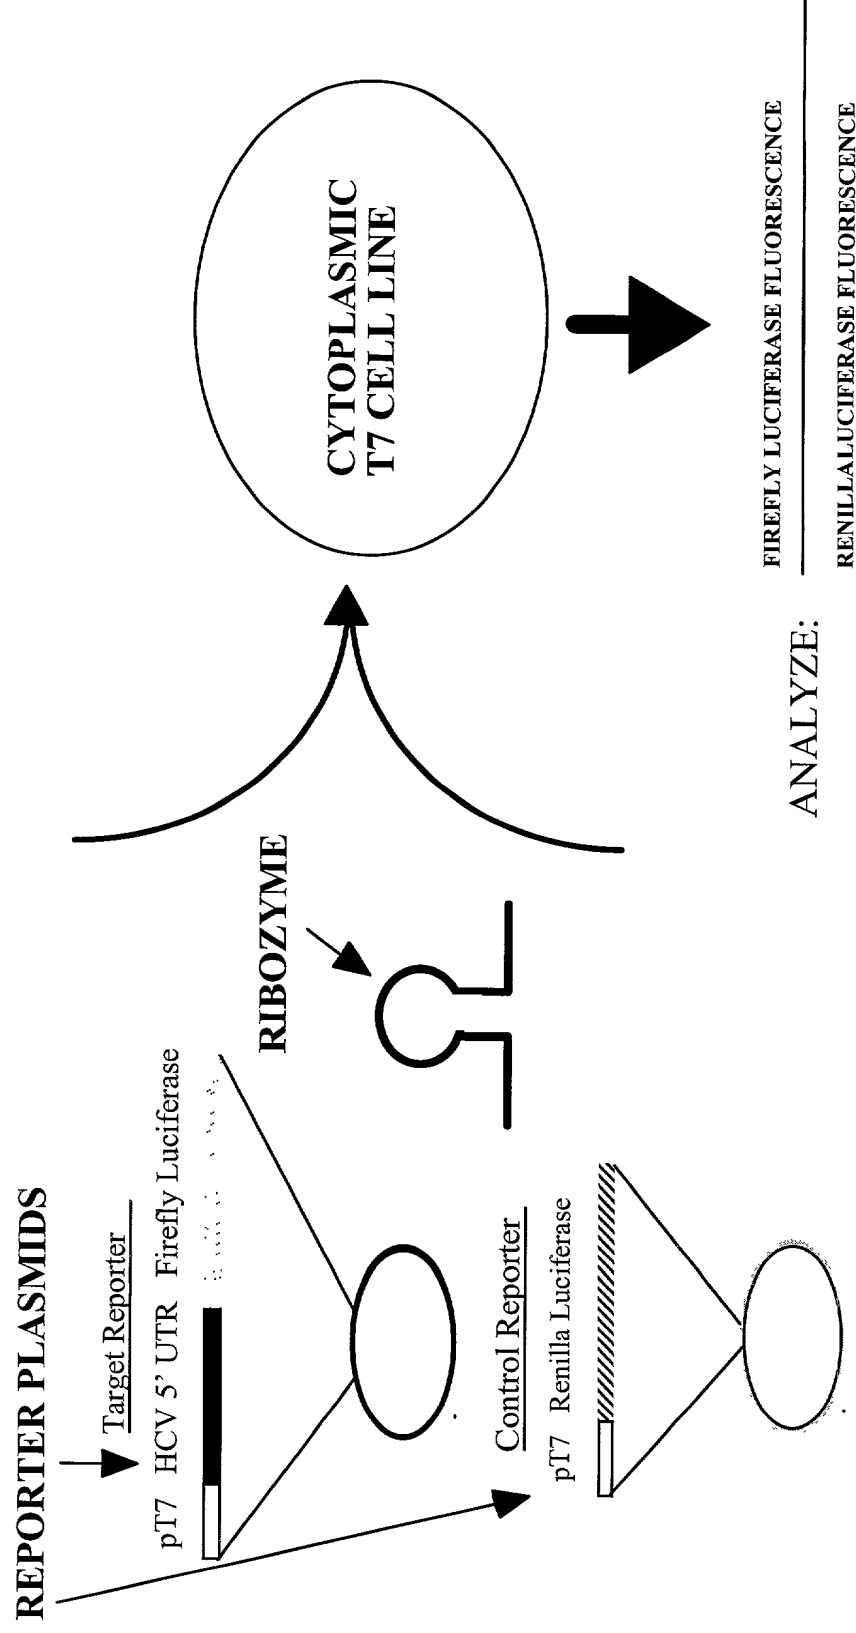 REPORTER PLASMIDS
Target Reporter
pT7 HCV 5' UTR Firefly Luciferase
RIBOZYME
Control Reporter
pT7 Renilla Luciferase
CYTOPLASMIC
T7 CELL LINE
ANALYZE:
FIREFLY LUCIFERASE FLUORESCENCE
RENILLALUCIFERASE FLUORESCENCE